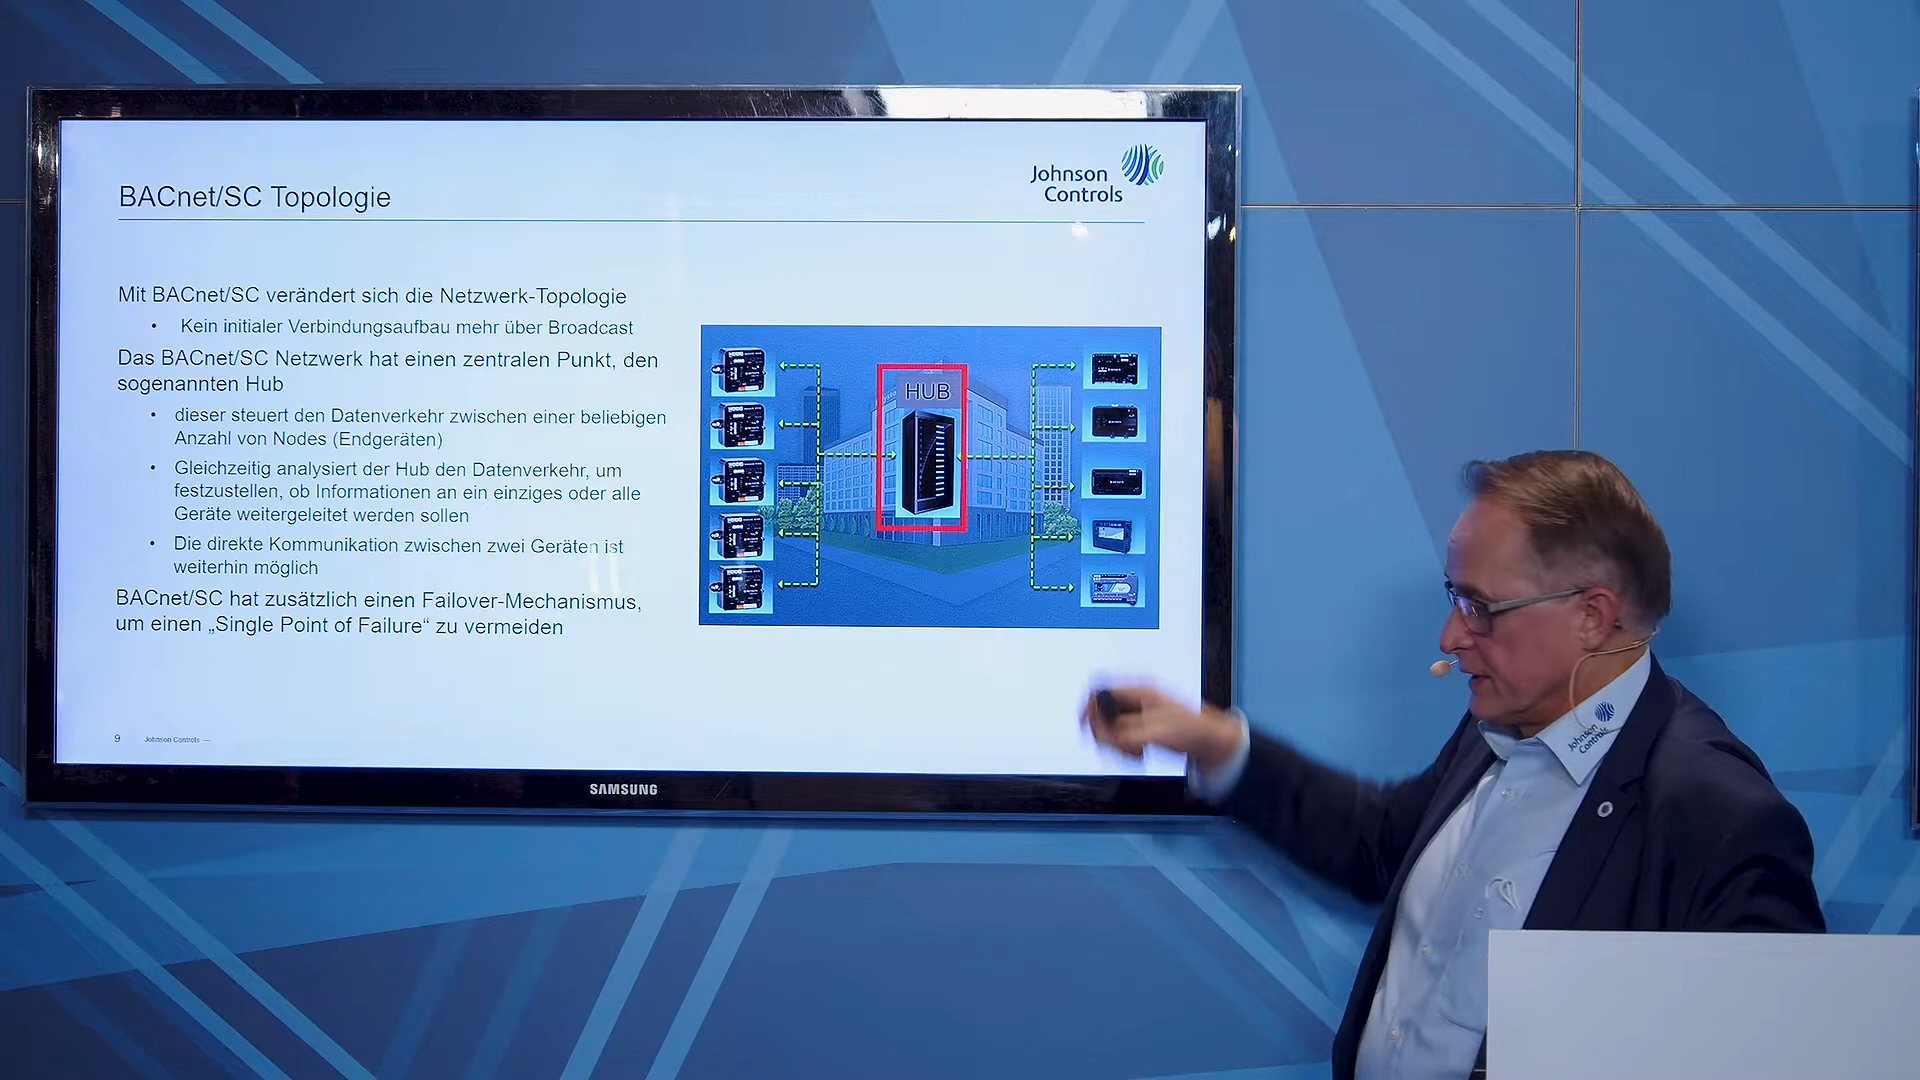 Johnson
Controls
BACnet/SC Topologie
Mit BACnet/SC verändert sich die Netzwerk-Topologie
• Kein initialer Verbindungsaufbau mehr über Broadcast
Das BACnet/SC Netzwerk hat einen zentralen Punkt, den
sogenannten Hub
• dieser steuert den Datenverkehr zwischen einer beliebigen
Anzahl von Nodes (Endgeräten)
• Gleichzeitig analysiert der Hub den Datenverkehr, um
festzustellen, ob Informationen an ein einziges oder alle
Geräte weitergeleitet werden sollen
• Die direkte Kommunikation zwischen zwei Geräten ist
weiterhin möglich
BACnet/SC hat zusätzlich einen Failover-Mechanismus,
um einen „Single Point of Failure“ zu vermeiden
HUB
9 Johnson Controls —
SAMSUNG
Johnson
Controls